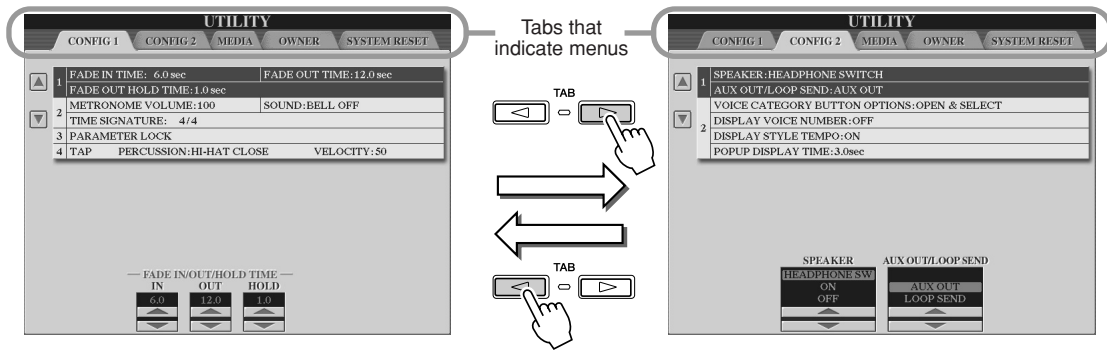 UTILITY
CONFIG 1 CONFIG 2 MEDIA OWNER SYSTEM RESET
1 FADE IN TIME: 6.0 sec FADE OUT TIME:12.0 sec
FADE OUT HOLD TIME:1.0 sec
2 METRONOME VOLUME:100 SOUND:BELL OFF
TIME SIGNATURE: 4/4
3 PARAMETER LOCK
4 TAP PERCUSSION:HI-HAT CLOSE VELOCITY:50
FADE IN/OUT/HOLD TIME
IN OUT HOLD
6.0 12.0 1.0
Tabs that
indicate menus
TAB
TAB
UTILITY
CONFIG 1 CONFIG 2 MEDIA OWNER SYSTEM RESET
1 SPEAKER:HEADPHONE SWITCH
AUX OUT/LOOP SEND:AUX OUT
2 VOICE CATEGORY BUTTON OPTIONS:OPEN & SELECT
DISPLAY VOICE NUMBER:OFF
DISPLAY STYLE TEMPO:ON
POPUP DISPLAY TIME:3.0sec
SPEAKER AUX OUT/LOOP SEND
HEADPHONE SW
ON AUX OUT
OFF LOOP SEND